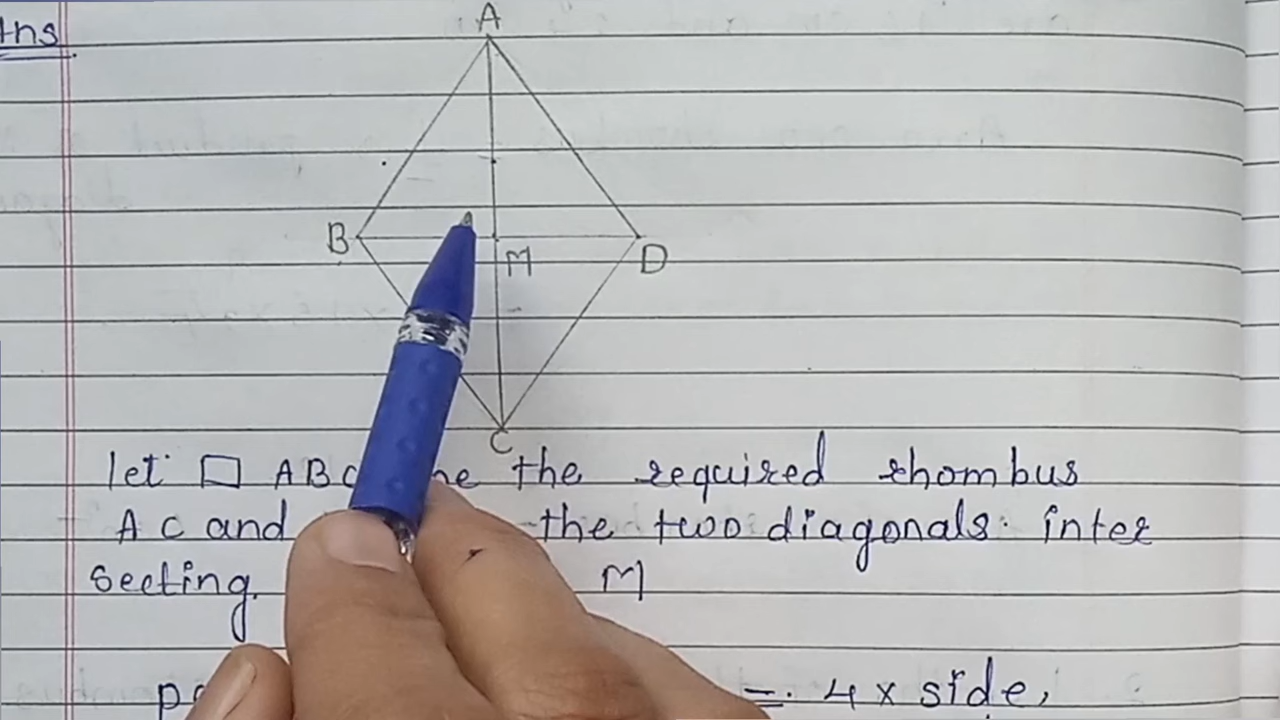 Ans
A
B
M
D
C
let □ ABC the required rhombus
AC and the two diagonals. inter
secting. M
= 4 x side,